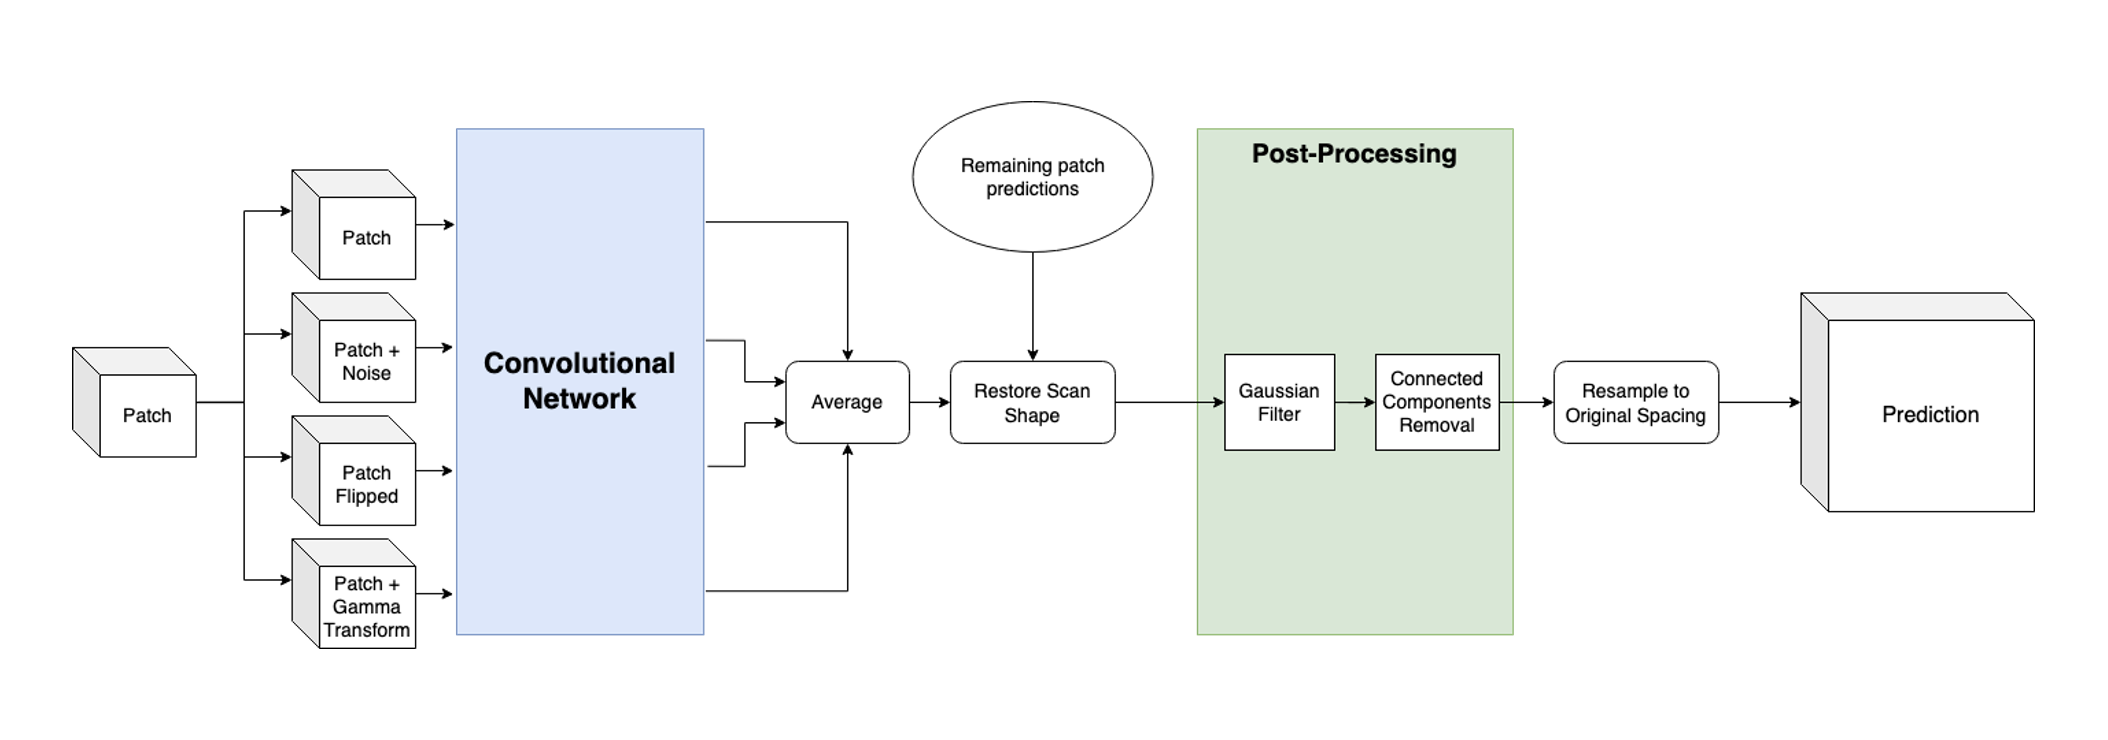 Patch
Patch
Patch +
Noise
Patch
Flipped
Patch +
Gamma
Transform
Convolutional
Network
Average
Remaining patch
predictions
Restore Scan
Shape
Post-Processing
Gaussian
Filter
Connected
Components
Removal
Resample to
Original Spacing
Prediction